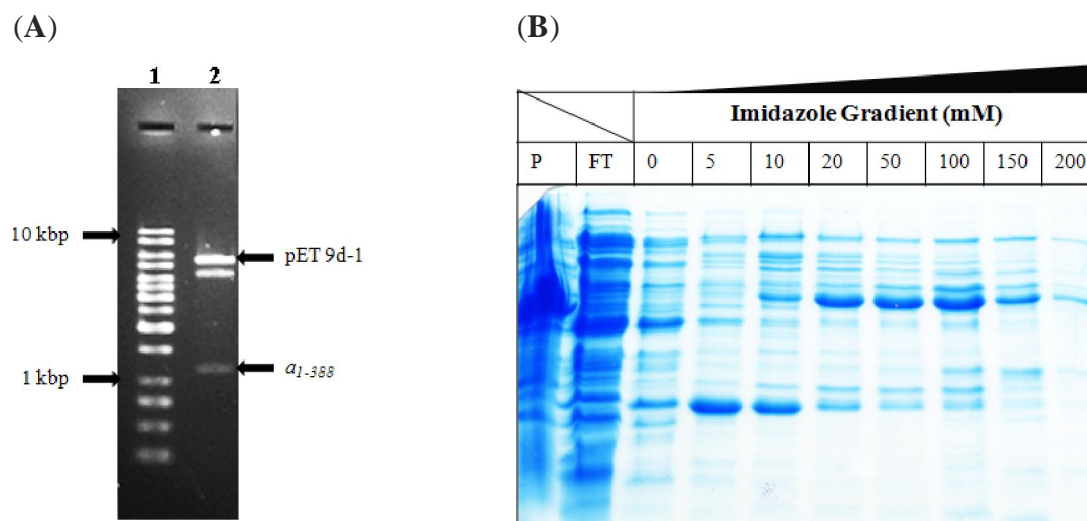 (A)
(B)
1 2
10 kbp
pET 9d-1
α1-388
1 kbp
Imidazole Gradient (mM)
P FT 0 5 10 20 50 100 150 200